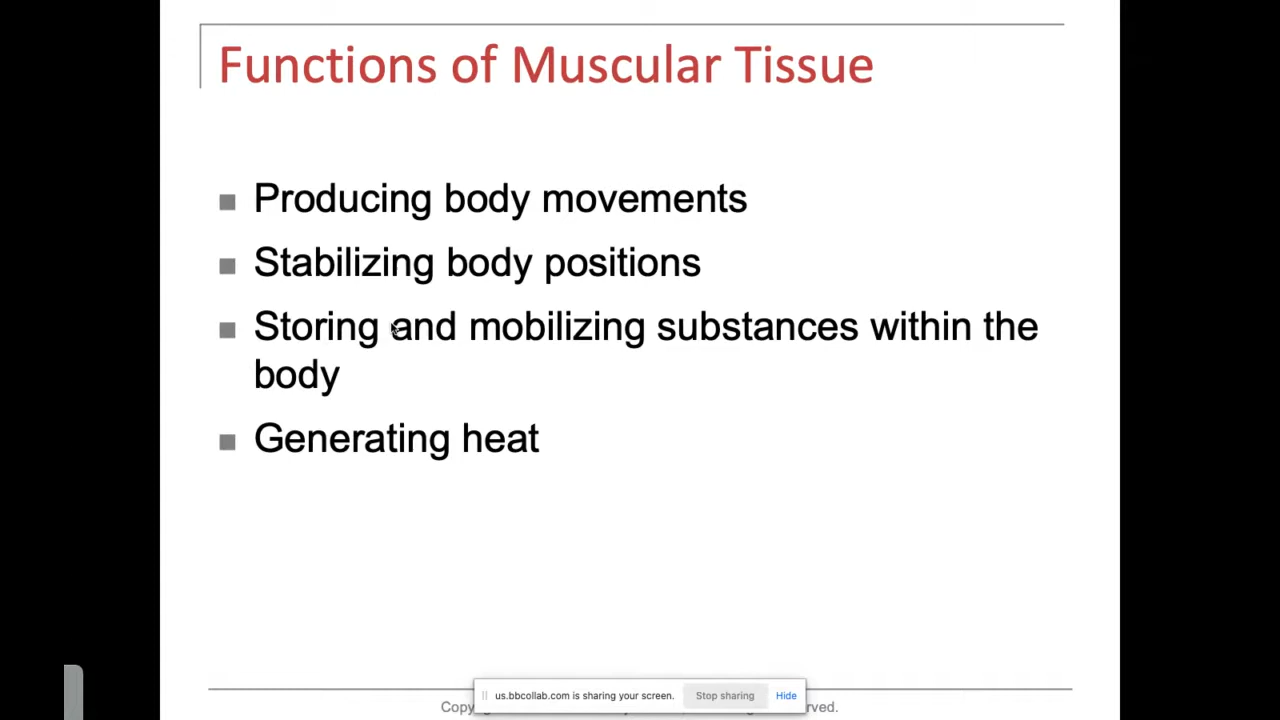 Functions of Muscular Tissue
Producing body movements
Stabilizing body positions
Storing and mobilizing substances within the
body
Generating heat
us.bbcollab.com is sharing your screen. Stop sharing Hide